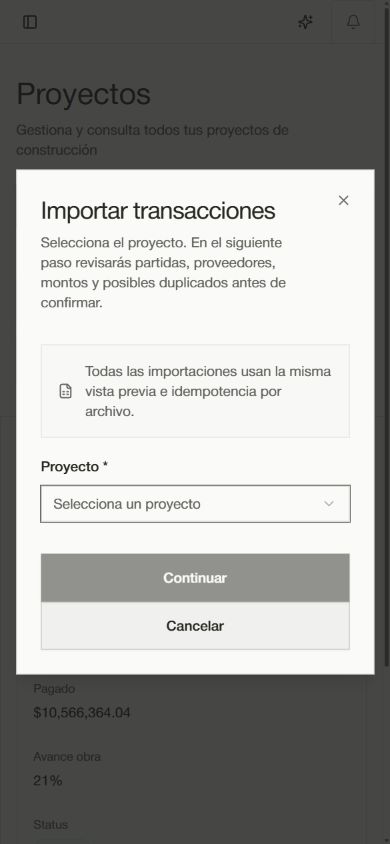 Proyectos
Gestiona y consulta todos tus proyectos de
construcción
Importar transacciones
Selecciona el proyecto. En el siguiente
paso revisarás partidas, proveedores,
montos y posibles duplicados antes de
confirmar.
Todas las importaciones usan la misma
vista previa e idempotencia por
archivo.
Proyecto *
Selecciona un proyecto
Continuar
Cancelar
Pagado
$10,566,364.04
Avance obra
21%
Status